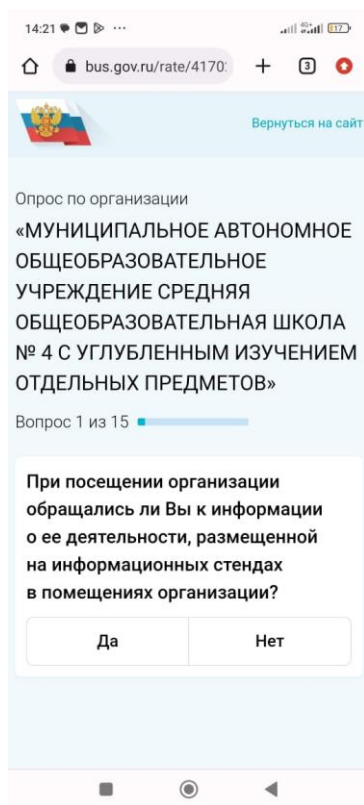 14:21
4G+
17
bus.gov.ru/rate/4170
3
Вернуться на сайт
Опрос по организации
«МУНИЦИПАЛЬНОЕ АВТОНОМНОЕ
ОБЩЕОБРАЗОВАТЕЛЬНОЕ
УЧРЕЖДЕНИЕ СРЕДНЯЯ
ОБЩЕОБРАЗОВАТЕЛЬНАЯ ШКОЛА
№ 4 С УГЛУБЛЕННЫМ ИЗУЧЕНИЕМ
ОТДЕЛЬНЫХ ПРЕДМЕТОВ»
Вопрос 1 из 15
При посещении организации
обращались ли Вы к информации
о ее деятельности, размещенной
на информационных стендах
в помещениях организации?
Да
Нет